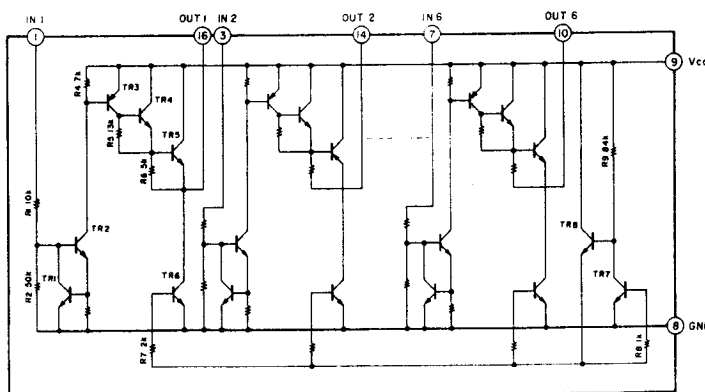 IN 1
OUT 1
IN 2
OUT 2
IN 6
OUT 6
1
16
3
14
7
10
9
Vcc
R4 7k
TR3
TR4
R5 13k
TR5
R6 5k
R9 84k
R1 10k
TR2
TR8
R2 50k
TR1
TR6
TR7
8
GND
R7 2k
R8 1k